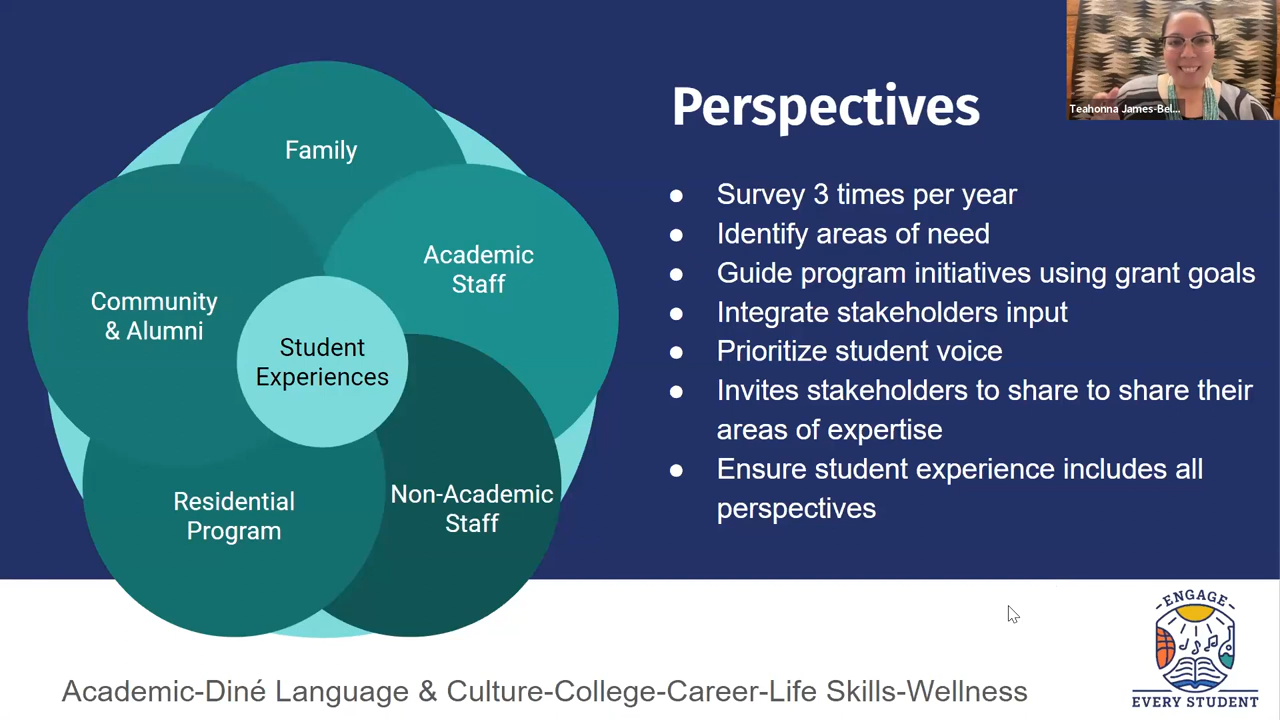 Teahonna James-Bel...
Perspectives
Family
Academic
Staff
Community
& Alumni
Student
Experiences
Residential
Program
Non-Academic
Staff
● Survey 3 times per year
● Identify areas of need
● Guide program initiatives using grant goals
● Integrate stakeholders input
● Prioritize student voice
● Invites stakeholders to share to share their
areas of expertise
● Ensure student experience includes all
perspectives
Academic-Diné Language & Culture-College-Career-Life Skills-Wellness
ENGAGE
EVERY STUDENT